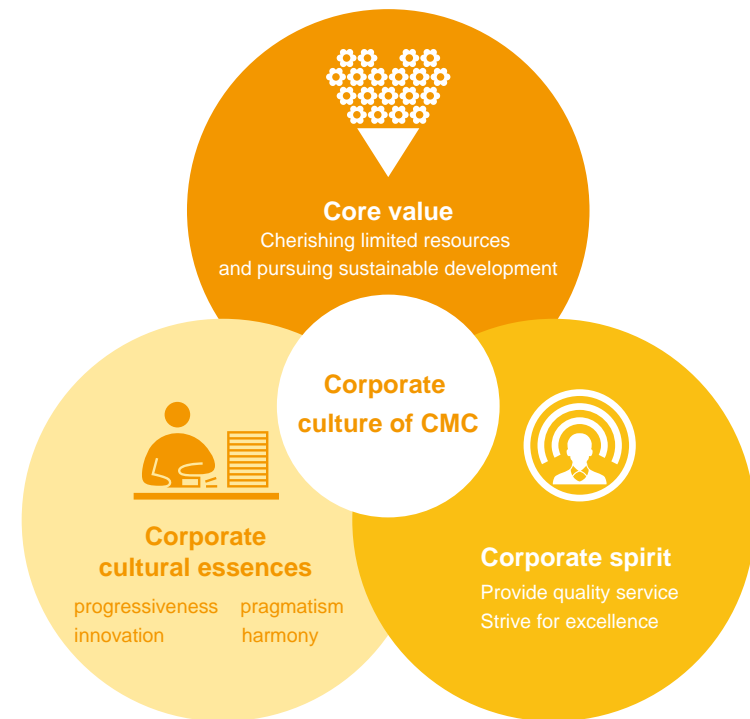 Core value
Cherishing limited resources
and pursuing sustainable development
Corporate
culture of CMC
Corporate
cultural essences
progressiveness pragmatism
innovation harmony
Corporate spirit
Provide quality service
Strive for excellence